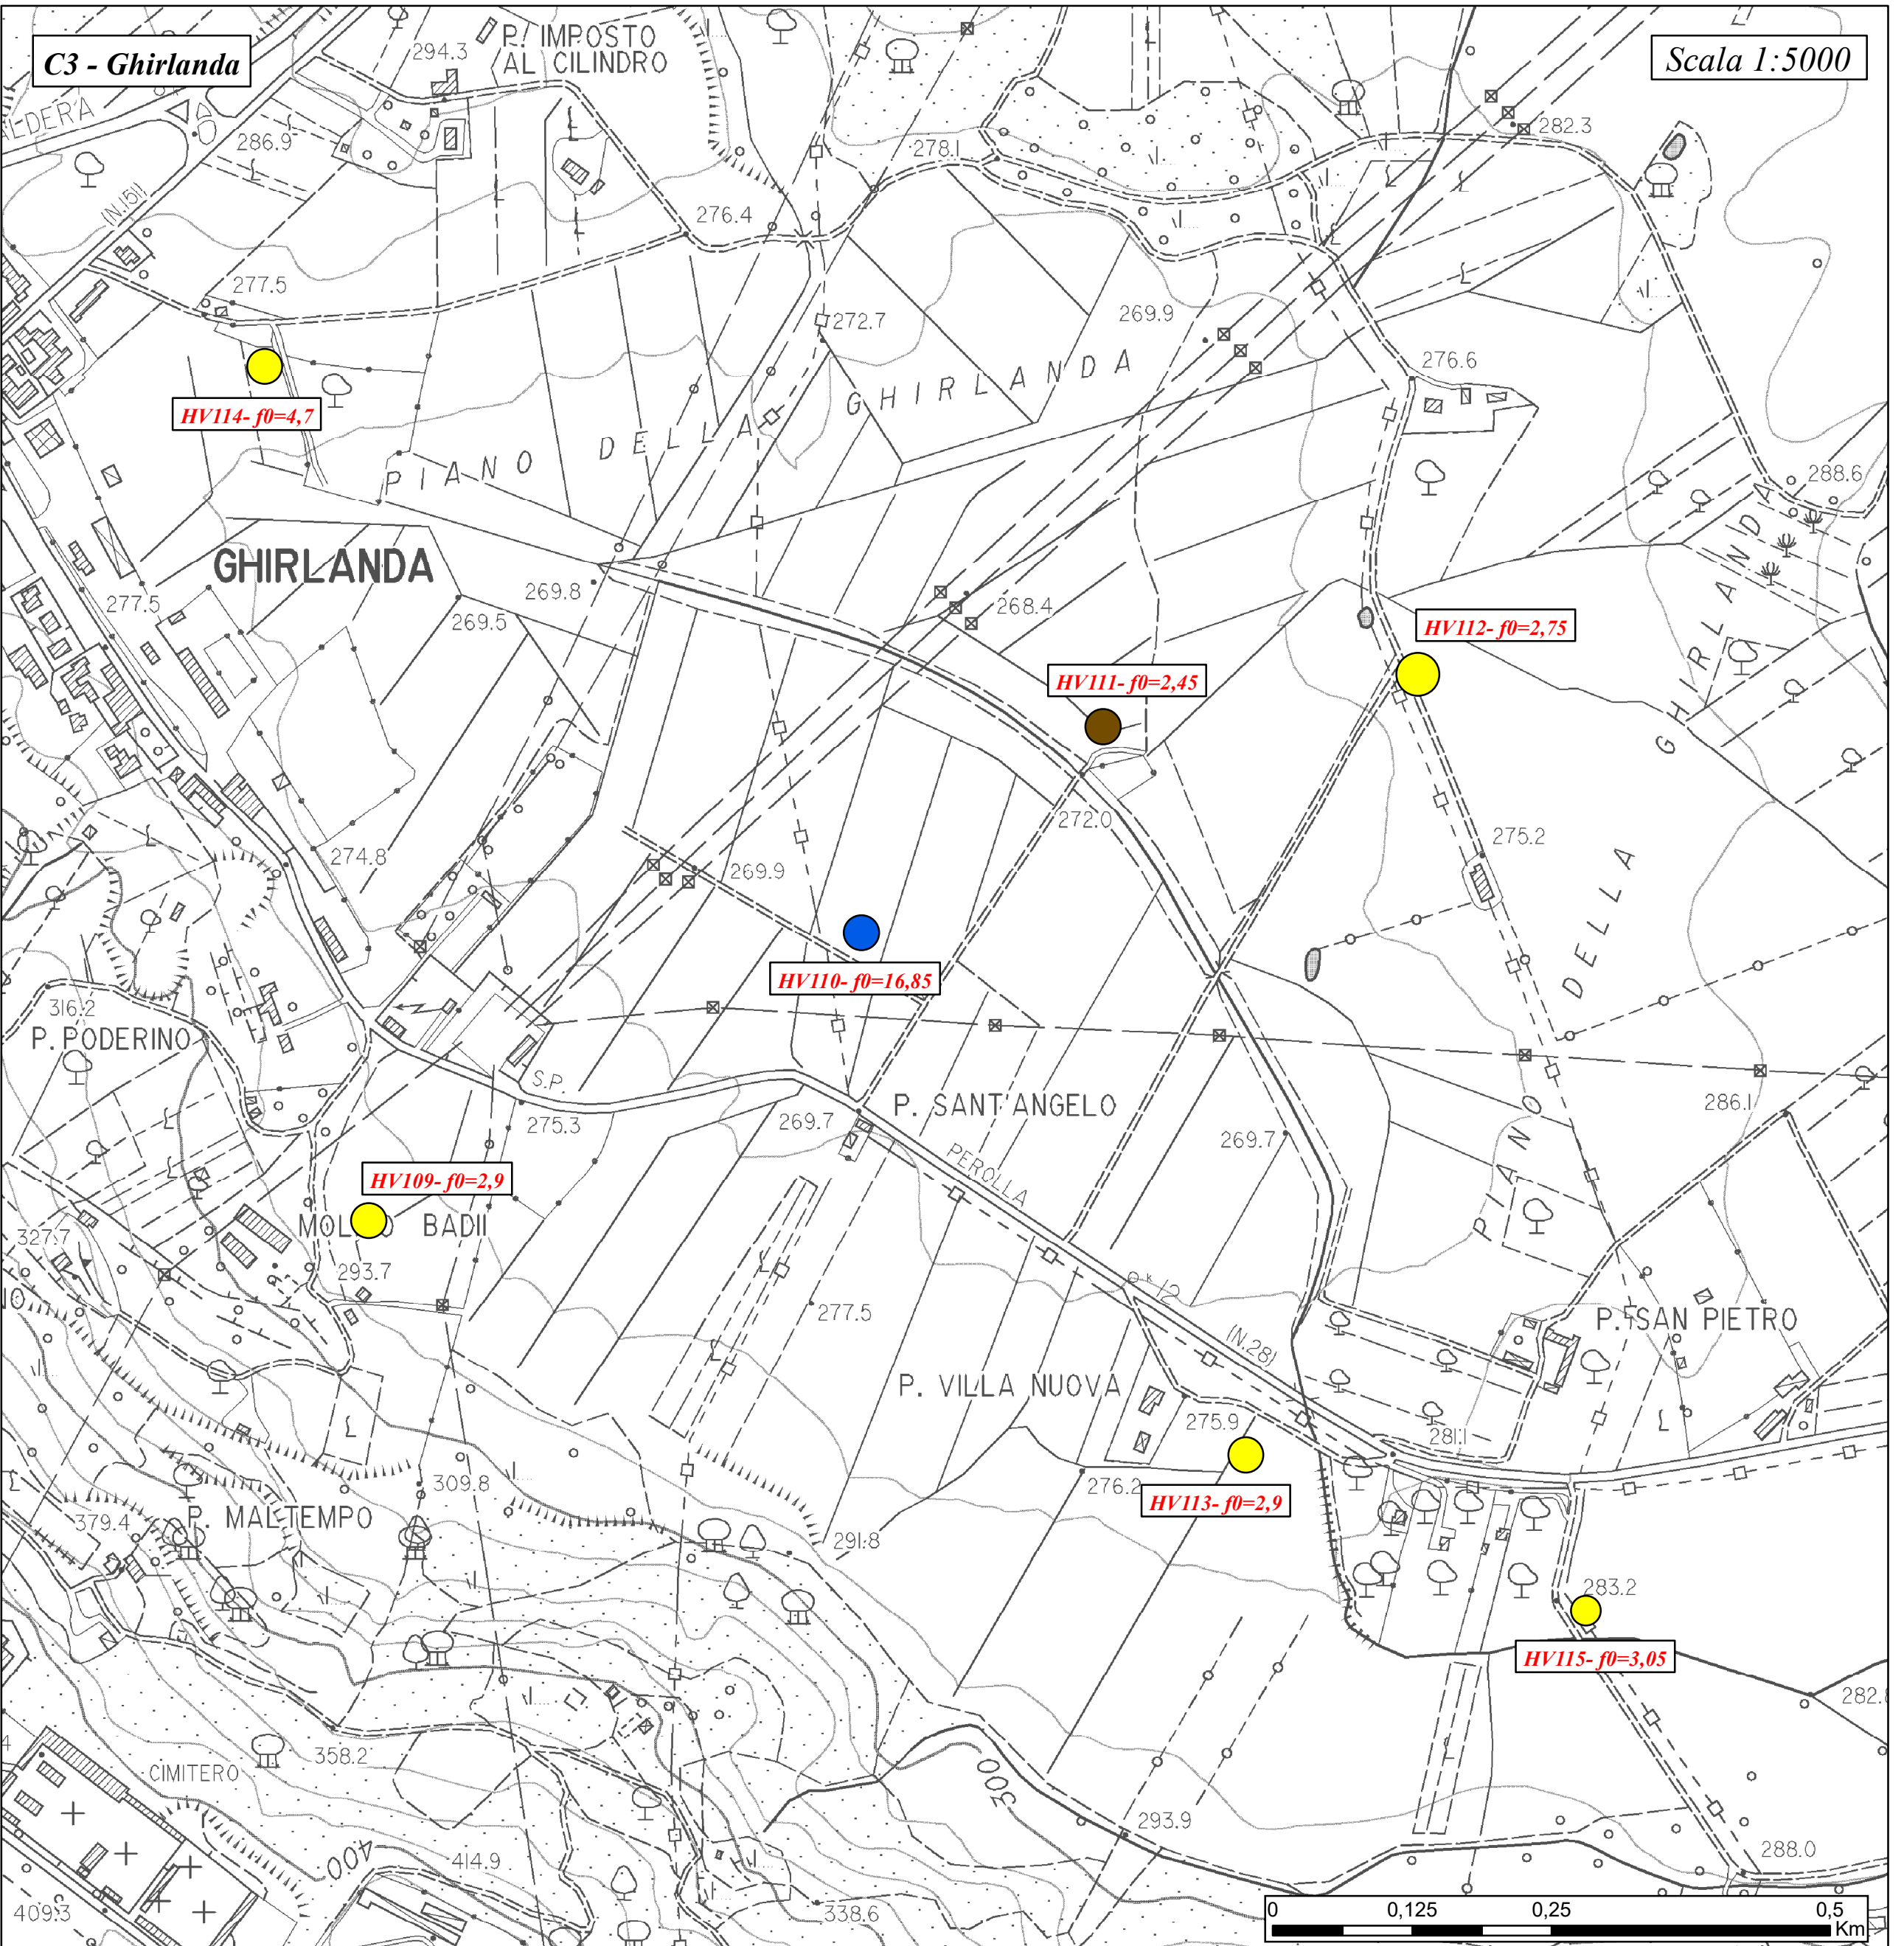 C3 - Ghirlanda
Scala 1:5000
294.3
P. IMPOSTO
AL CILINDRO
286.9
278.1
282.3
(N.151)
276.4
277.5
272.7
269.9
276.6
HV114- f0=4,7
PIANO DELLA GHIRLANDA
288.6
GHIRLANDA
277.5
269.8
269.5
268.4
HV112- f0=2,75
HV111- f0=2,45
272.0
275.2
274.8
269.9
HV110- f0=16,85
PIANO DELLA GHIRLANDA
316.2
P. PODERINO
S.P.
275.3
269.7
P. SANT'ANGELO
269.7
286.1
PEROLLA
HV109- f0=2,9
BADII
327.7
293.7
277.5
(N.28)
P. SAN PIETRO
P. VILLA NUOVA
275.9
281.1
276.2
HV113- f0=2,9
309.8
379.4
P. MALTEMPO
291.8
283.2
HV115- f0=3,05
358.2
CIMITERO
300
293.9
288.0
400
414.9
409.3
338.6
0 0,125 0,25 0,5
Km